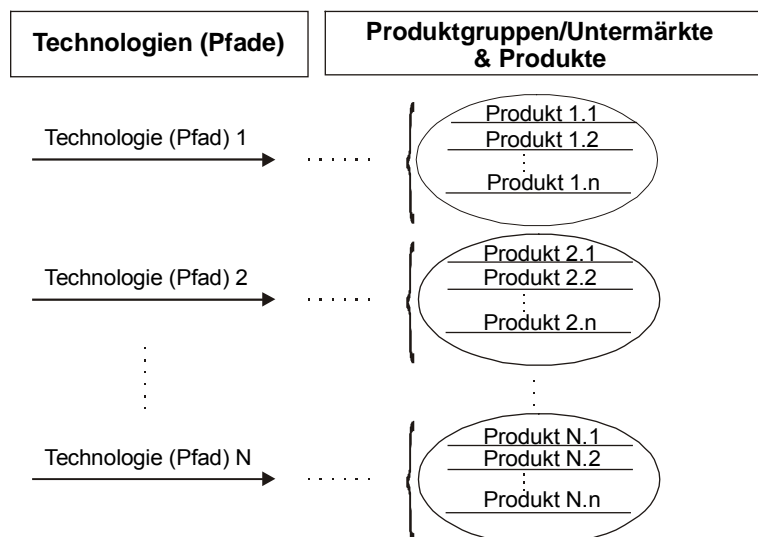 Technologien (Pfade)
Produktgruppen/Untermärkte
& Produkte
Technologie (Pfad) 1
Produkt 1.1
Produkt 1.2
Produkt 1.n
Technologie (Pfad) 2
Produkt 2.1
Produkt 2.2
Produkt 2.n
Technologie (Pfad) N
Produkt N.1
Produkt N.2
Produkt N.n